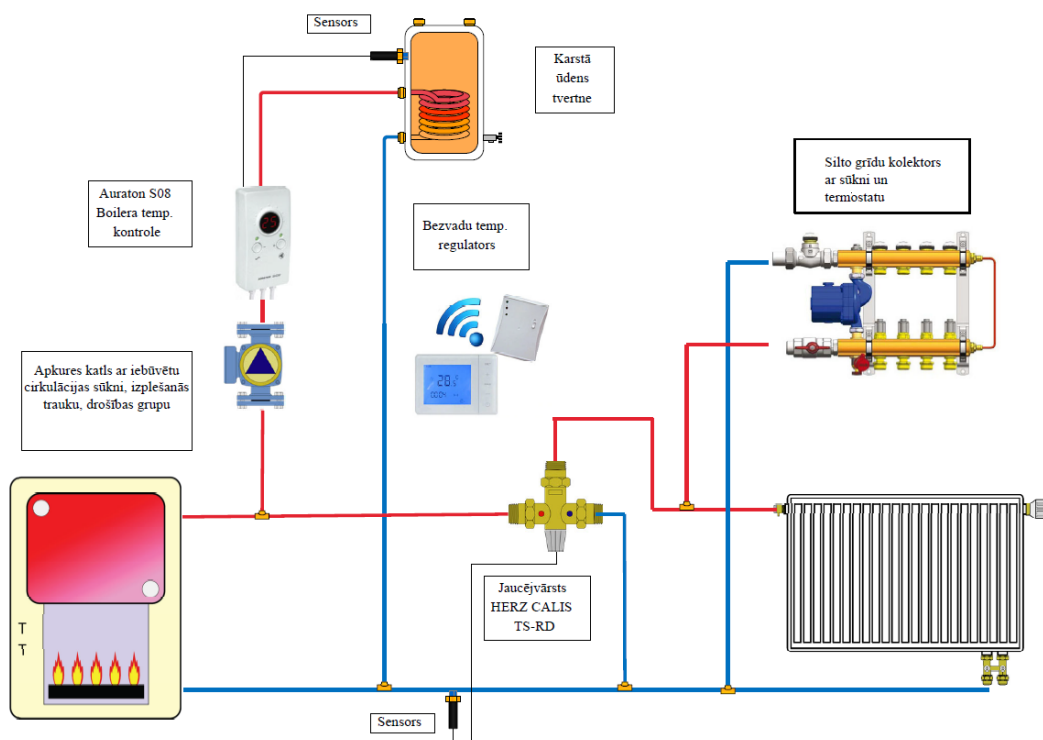 Sensors
Karstā
ūdens
tvertne
Silto grīdu kolektors
ar sūkni un
termostatu
Auraton S08
Boilera temp.
kontrole
Bezvadu temp.
regulators
Apkures katls ar iebūvētu
cirkulācijas sūkni, izplešanās
trauku, drošības grupu
Jaucējvārsts
HERZ CALIS
TS-RD
Sensors